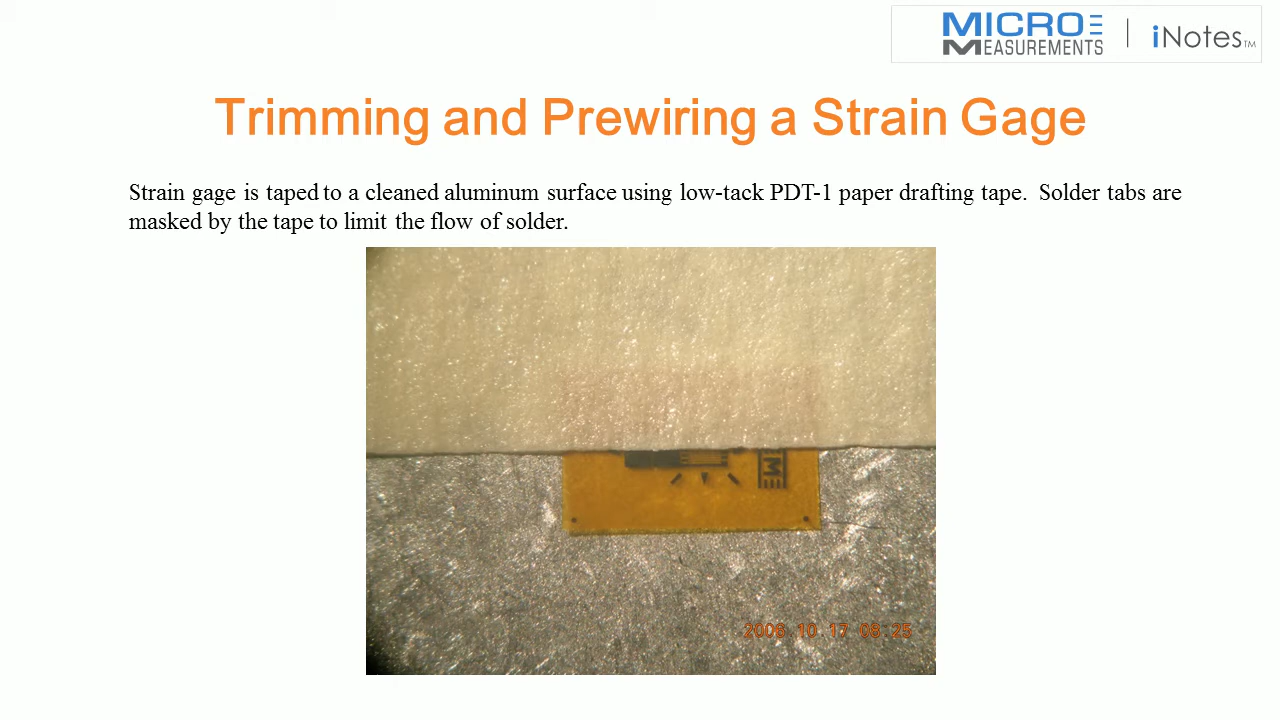 MICRO MEASUREMENTS | iNotes TM
Trimming and Prewiring a Strain Gage
Strain gage is taped to a cleaned aluminum surface using low-tack PDT-1 paper drafting tape. Solder tabs are
masked by the tape to limit the flow of solder.
2006 10 17 08:25